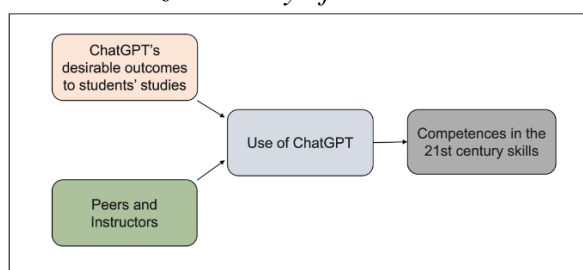 ChatGPT's
desirable outcomes
to students' studies
Use of ChatGPT
Competences in the
21st century skills
Peers and
Instructors